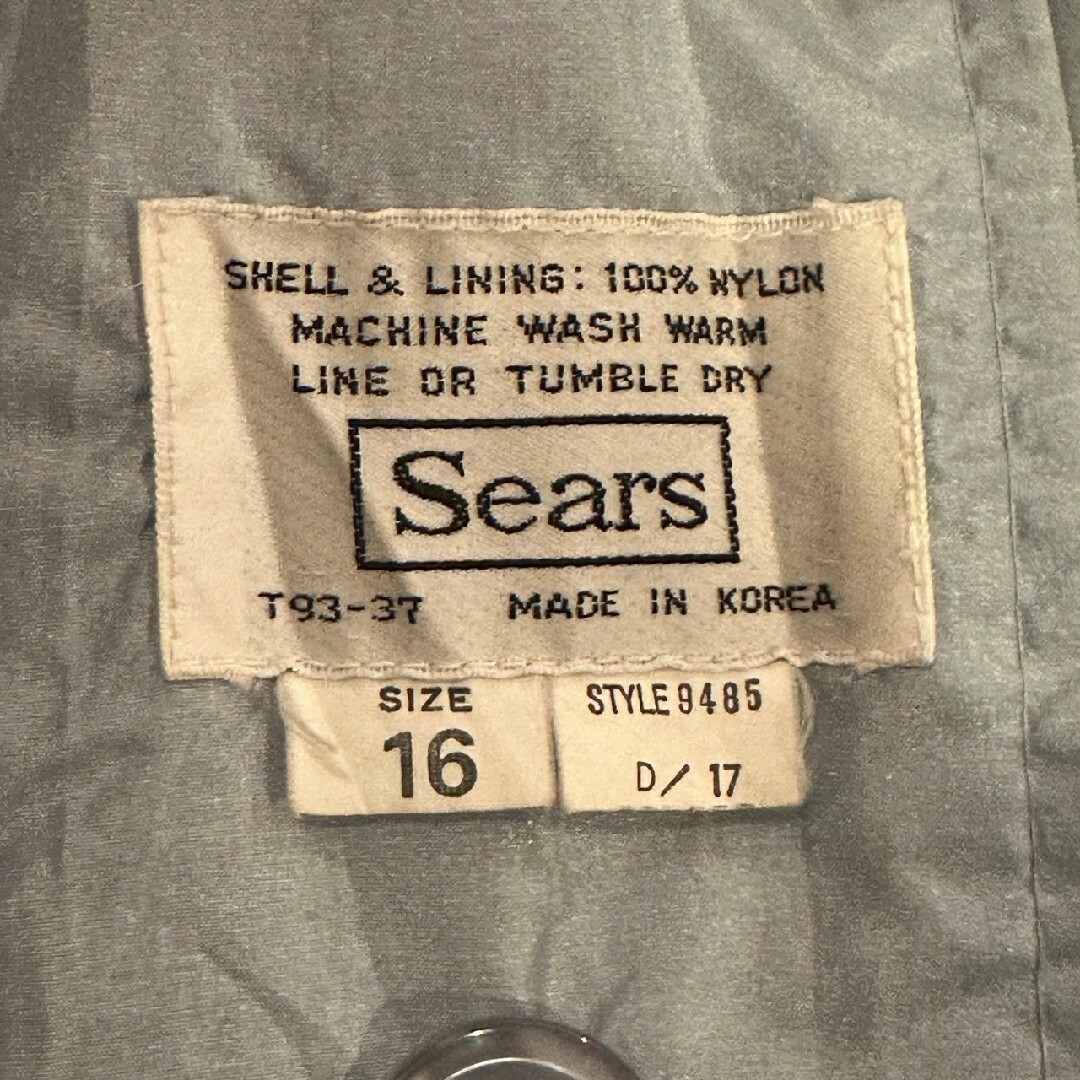 SHELL & LINING: 100% NYLON
MACHINE WASH WARM
LINE OR TUMBLE DRY
Sears
T93-37 MADE IN KOREA
SIZE
16
STYLE 9485
D/ 17